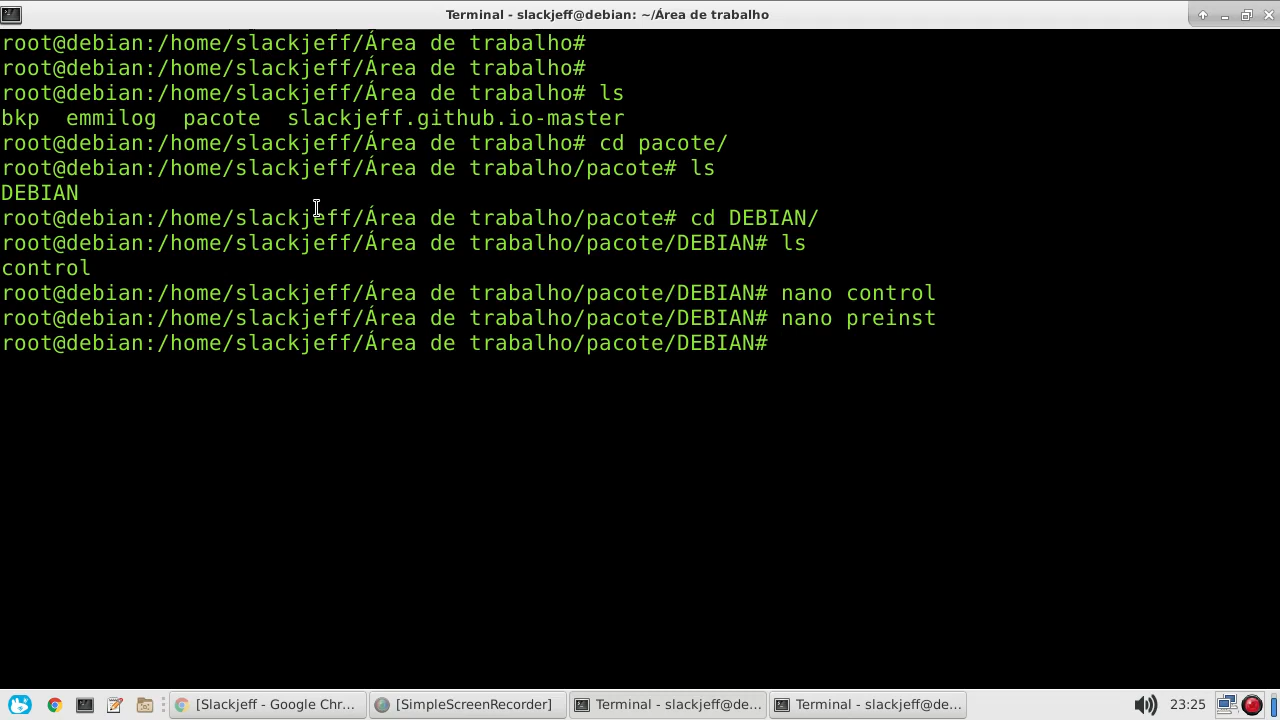 Terminal - slackjeff@debian: ~/Área de trabalho
root@debian:/home/slackjeff/Área de trabalho#
root@debian:/home/slackjeff/Área de trabalho#
root@debian:/home/slackjeff/Área de trabalho# ls
bkp  emmilog  pacote  slackjeff.github.io-master
root@debian:/home/slackjeff/Área de trabalho# cd pacote/
root@debian:/home/slackjeff/Área de trabalho/pacote# ls
DEBIAN
root@debian:/home/slackjeff/Área de trabalho/pacote# cd DEBIAN/
root@debian:/home/slackjeff/Área de trabalho/pacote/DEBIAN# ls
control
root@debian:/home/slackjeff/Área de trabalho/pacote/DEBIAN# nano control
root@debian:/home/slackjeff/Área de trabalho/pacote/DEBIAN# nano preinst
root@debian:/home/slackjeff/Área de trabalho/pacote/DEBIAN#
[Slackjeff - Google Chr... [SimpleScreenRecorder] Terminal - slackjeff@de... Terminal - slackjeff@de... 23:25